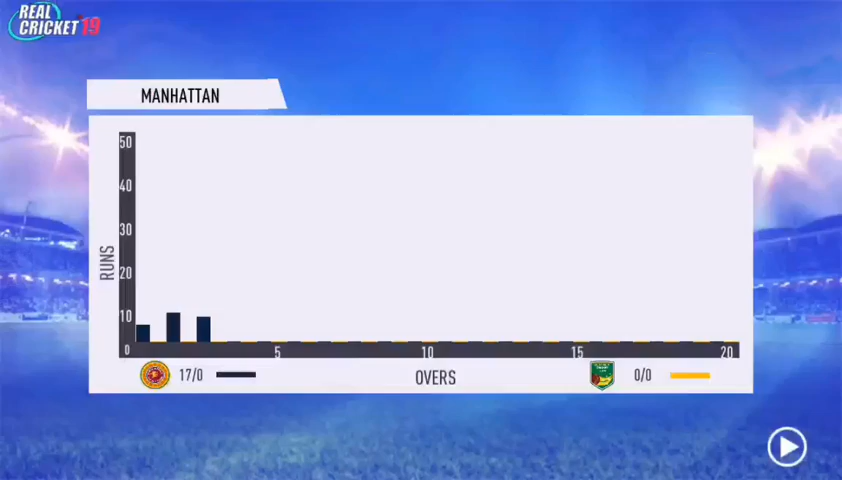 REAL
CRICKET 19
MANHATTAN
50
40
30
20
10
0
RUNS
5 10 15 20
17/0 OVERS 0/0